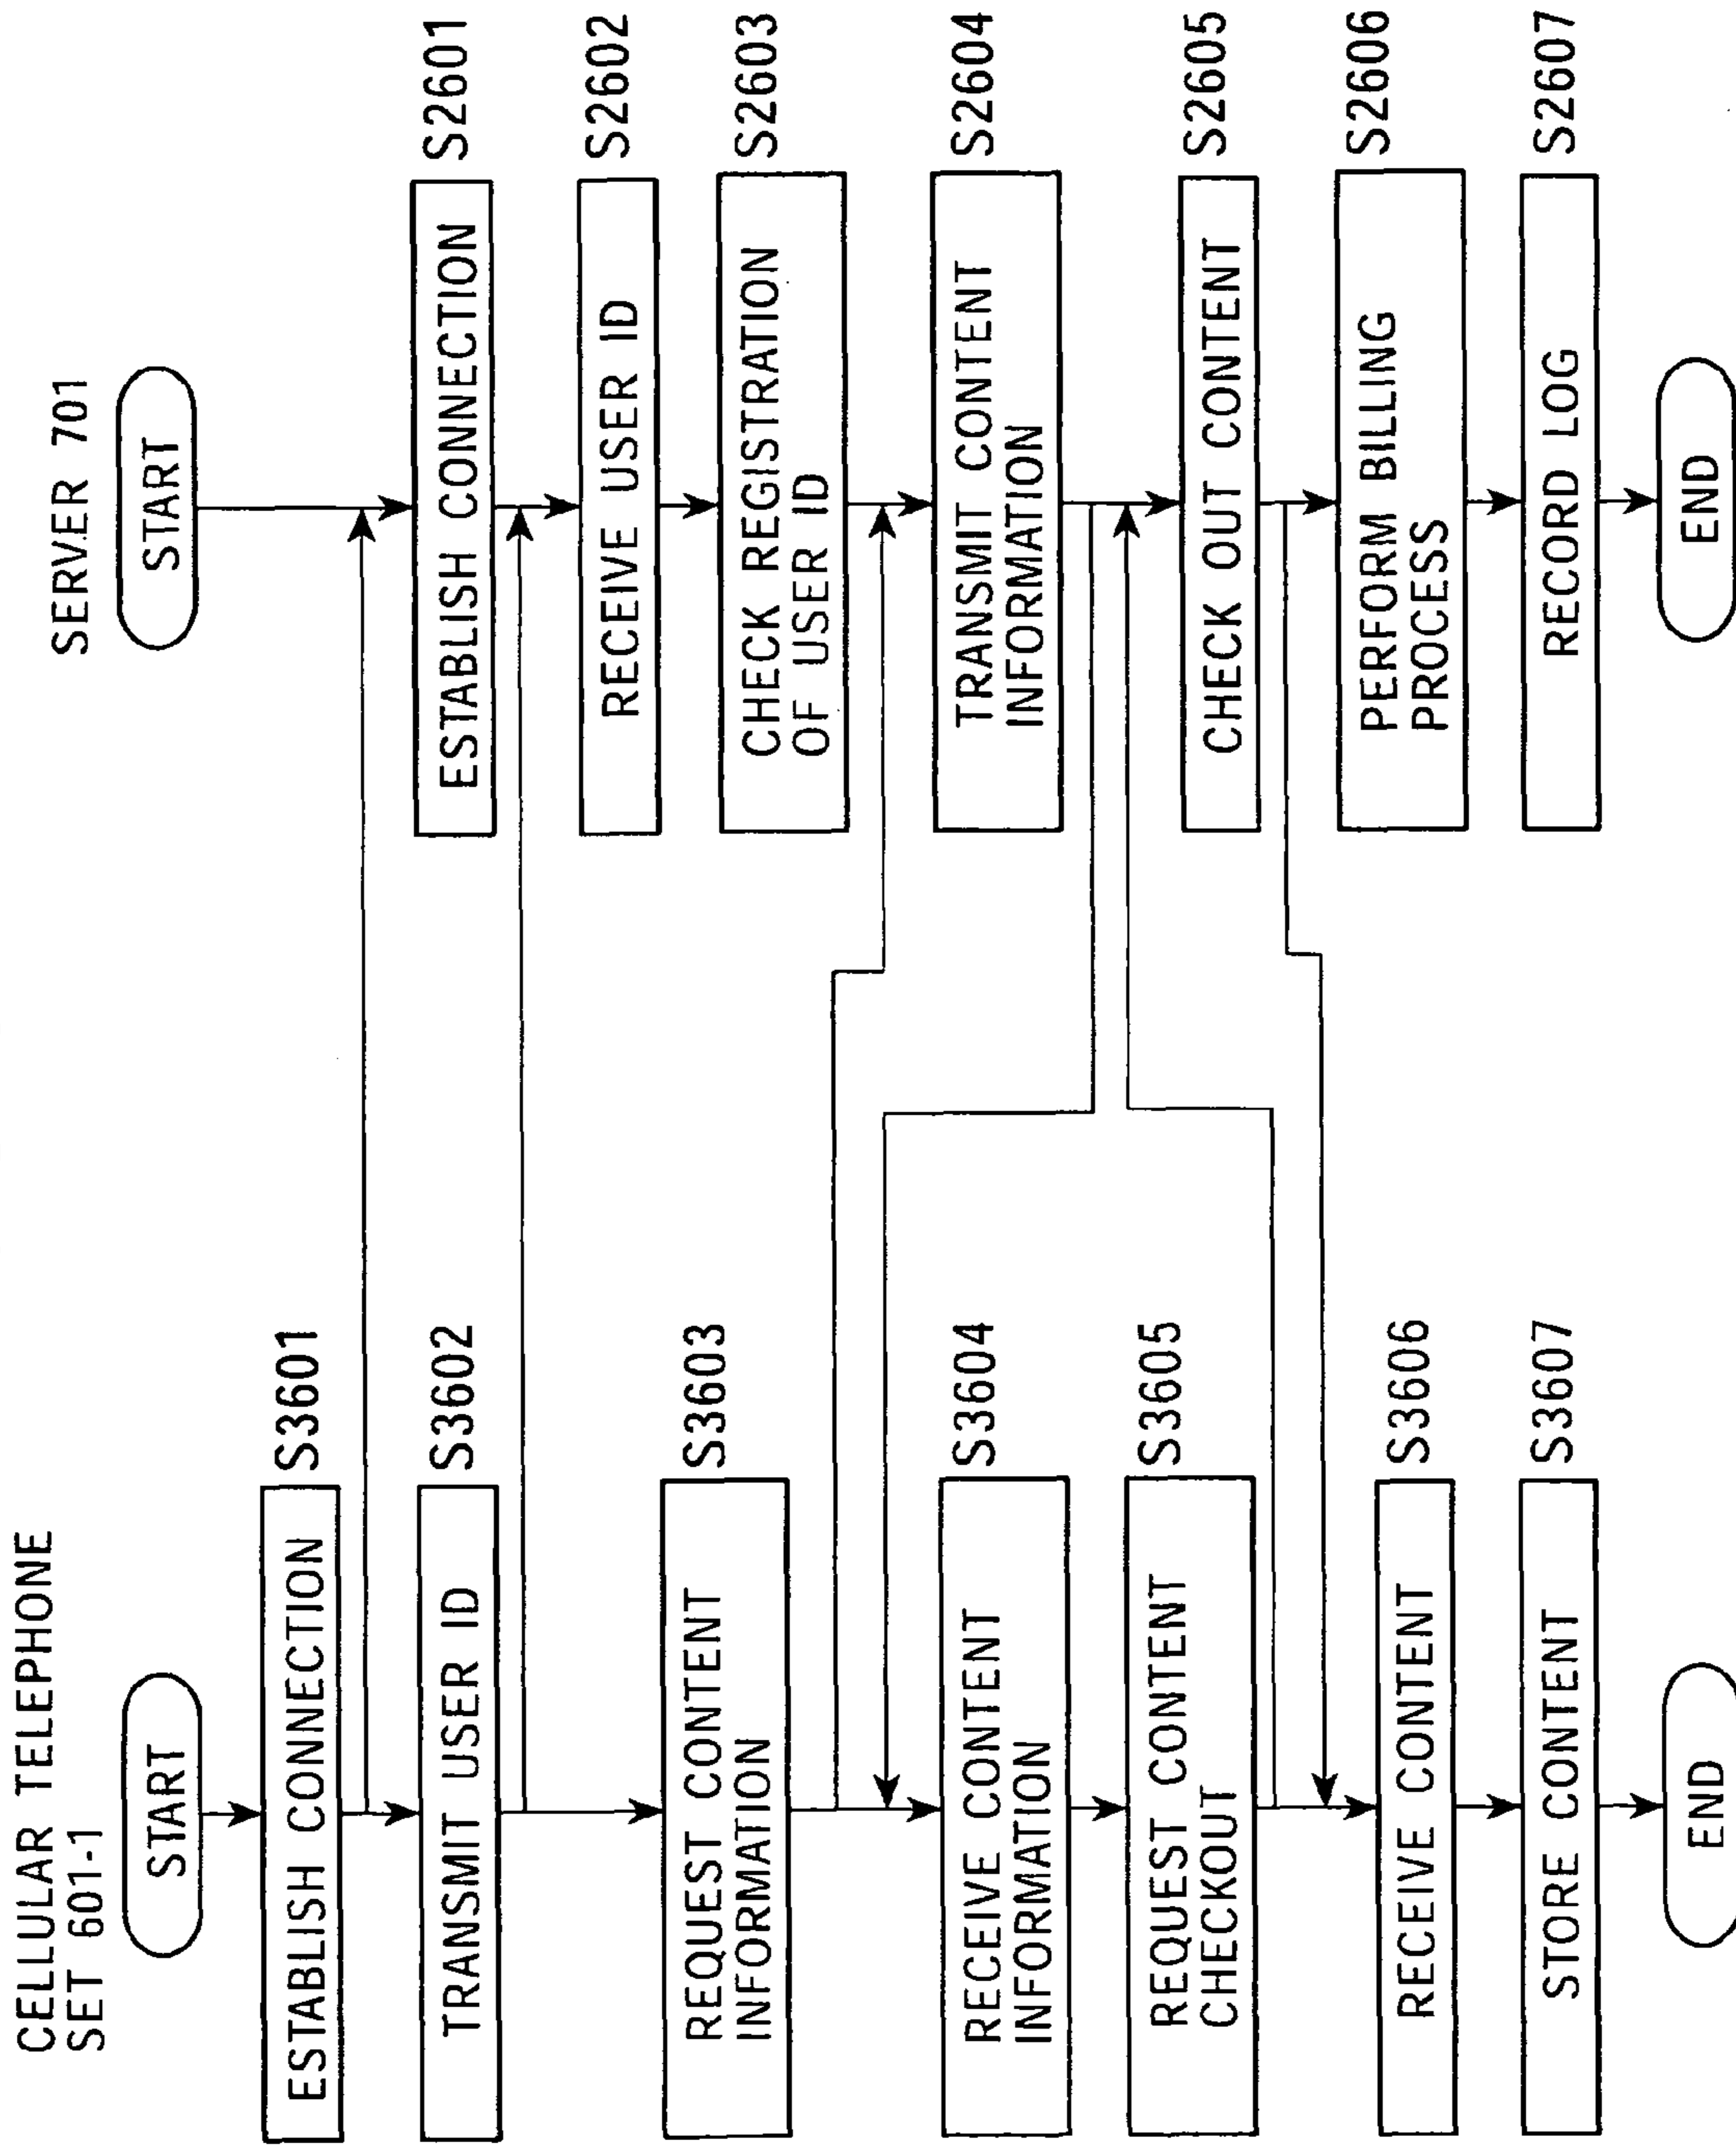 CELLULAR TELEPHONE
SET 601-1
START
ESTABLISH CONNECTION
S3601
TRANSMIT USER ID
S3602
REQUEST CONTENT
INFORMATION
S3603
RECEIVE CONTENT
INFORMATION
S3604
REQUEST CONTENT
CHECKOUT
S3605
RECEIVE CONTENT
S3606
STORE CONTENT
S3607
END
SERVER 701
START
ESTABLISH CONNECTION
S2601
RECEIVE USER ID
S2602
CHECK REGISTRATION
OF USER ID
S2603
TRANSMIT CONTENT
INFORMATION
S2604
CHECK OUT CONTENT
S2605
PERFORM BILLING
PROCESS
S2606
RECORD LOG
S2607
END